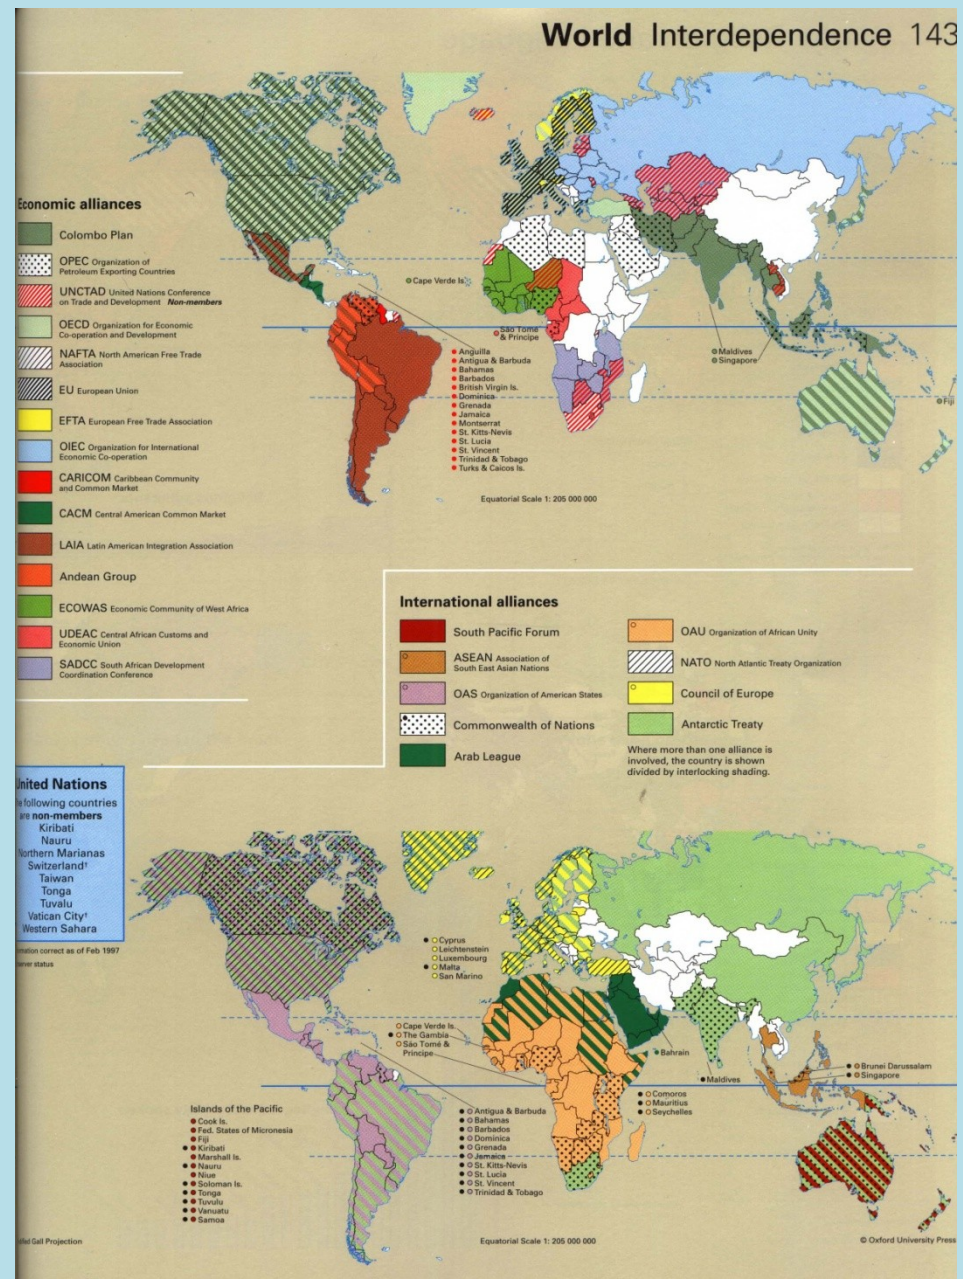 World Interdependence 143
Economic alliances
Colombo Plan
OPEC Organization of
Petroleum Exporting Countries
UNCTAD United Nations Conference
on Trade and Development Non-members
OECD Organization for Economic
Co-operation and Development
NAFTA North American Free Trade
Association
EU European Union
EFTA European Free Trade Association
OIEC Organization for International
Economic Co-operation
CARICOM Caribbean Community
and Common Market
CACM Central American Common Market
LAIA Latin American Integration Association
Andean Group
ECOWAS Economic Community of West Africa
UDEAC Central African Customs and
Economic Union
SADCC South African Development
Coordination Conference
Cape Verde Is.
São Tomé
& Principe
Anguilla
Antigua & Barbuda
Bahamas
Barbados
British Virgin Is.
Dominica
Grenada
Jamaica
Montserrat
St. Kitts-Nevis
St. Lucia
St. Vincent
Trinidad & Tobago
Turks & Caicos Is.
Maldives
Singapore
Fiji
Equatorial Scale 1: 205 000 000
International alliances
South Pacific Forum
ASEAN Association of
South East Asian Nations
OAS Organization of American States
Commonwealth of Nations
Arab League
OAU Organization of African Unity
NATO North Atlantic Treaty Organization
Council of Europe
Antarctic Treaty
Where more than one alliance is
involved, the country is shown
divided by interlocking shading.
United Nations
following countries
are non-members
Kiribati
Nauru
Northern Marianas
Switzerland†
Taiwan
Tonga
Tuvalu
Vatican City†
Western Sahara
correct as of Feb 1997
status
Cyprus
Leichtenstein
Luxembourg
Malta
San Marino
Cape Verde Is.
The Gambia
São Tomé &
Principe
Bahrain
Maldives
Brunei Darussalam
Singapore
Comoros
Mauritius
Seychelles
Islands of the Pacific
Cook Is.
Fed. States of Micronesia
Fiji
Kiribati
Marshall Is.
Nauru
Niue
Soloman Is.
Tonga
Tuvulu
Vanuatu
Samoa
Antigua & Barbuda
Bahamas
Barbados
Dominica
Grenada
Jamaica
St. Kitts-Nevis
St. Lucia
St. Vincent
Trinidad & Tobago
Gall Projection
Equatorial Scale 1: 205 000 000
© Oxford University Press